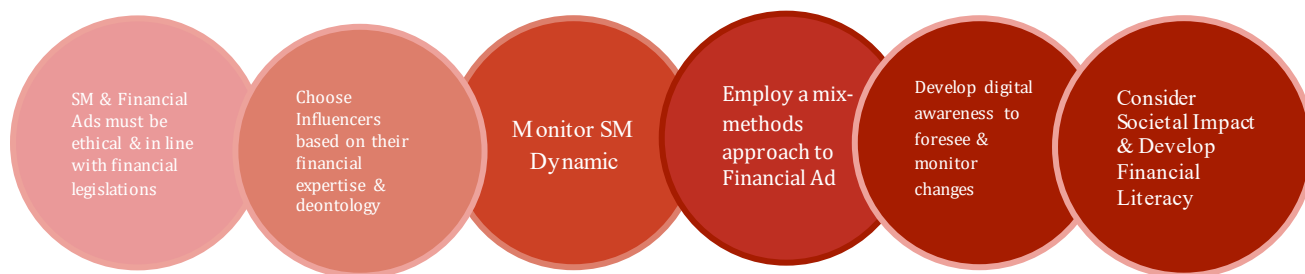 SM & Financial
Ads must be
ethical & in line
with financial
legislations
Choose
Influencers
based on their
financial
expertise &
deontology
Monitor SM
Dynamic
Employ a mix-
methods
approach to
Financial Ad
Develop digital
awareness to
foresee &
monitor
changes
Consider
Societal Impact
& Develop
Financial
Literacy